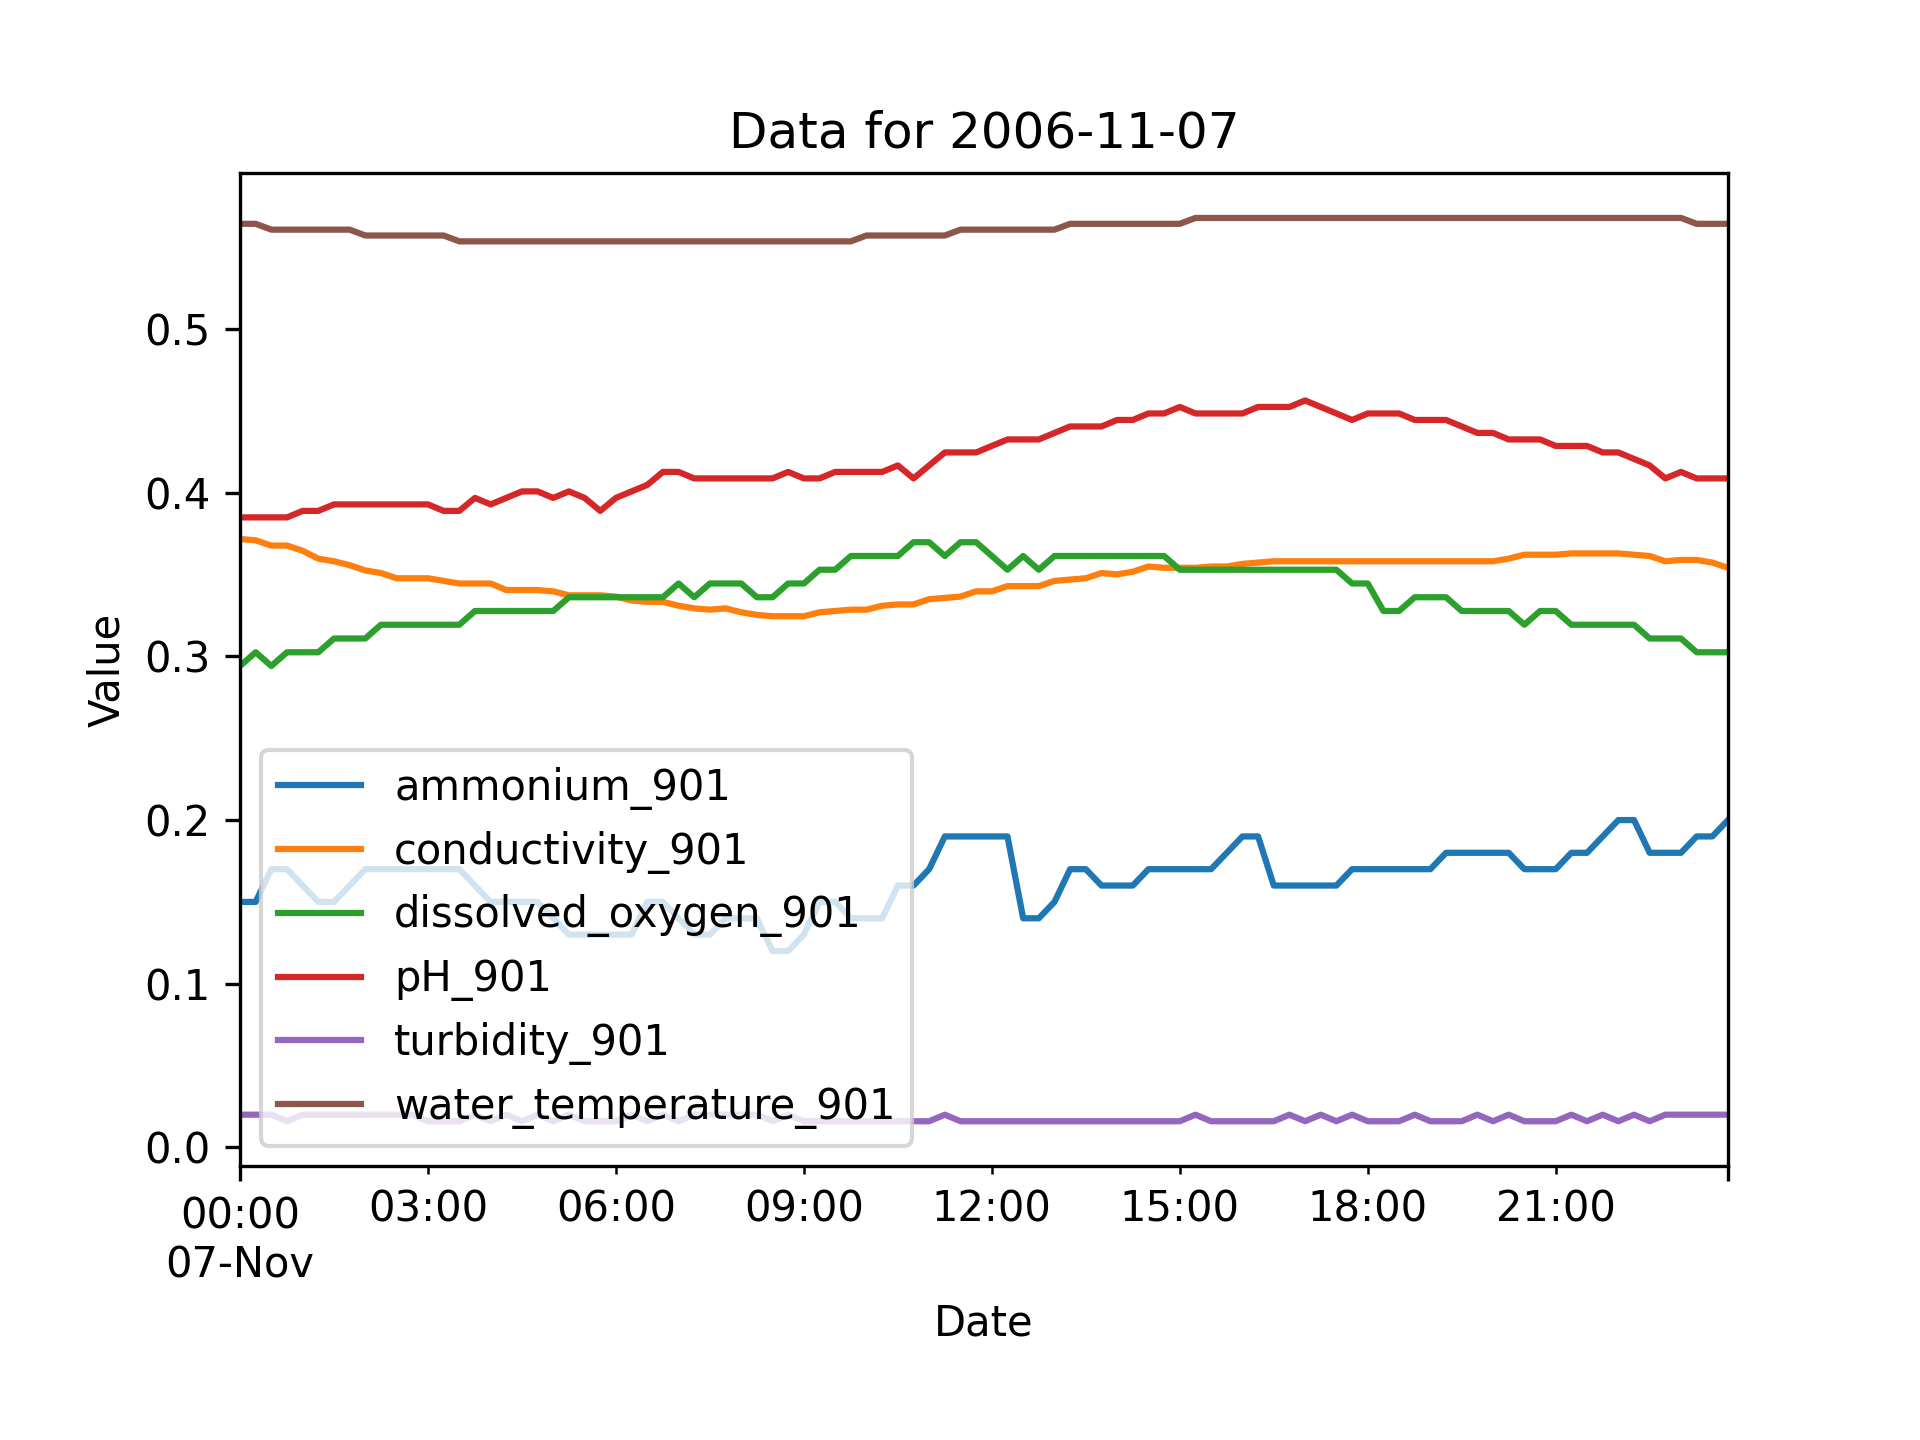 Data for 2006-11-07
Value
0.5
0.4
0.3
0.2
0.1
0.0
ammonium_901
conductivity_901
dissolved_oxygen_901
pH_901
turbidity_901
water_temperature_901
00:00 03:00 06:00 09:00 12:00 15:00 18:00 21:00
07-Nov
Date